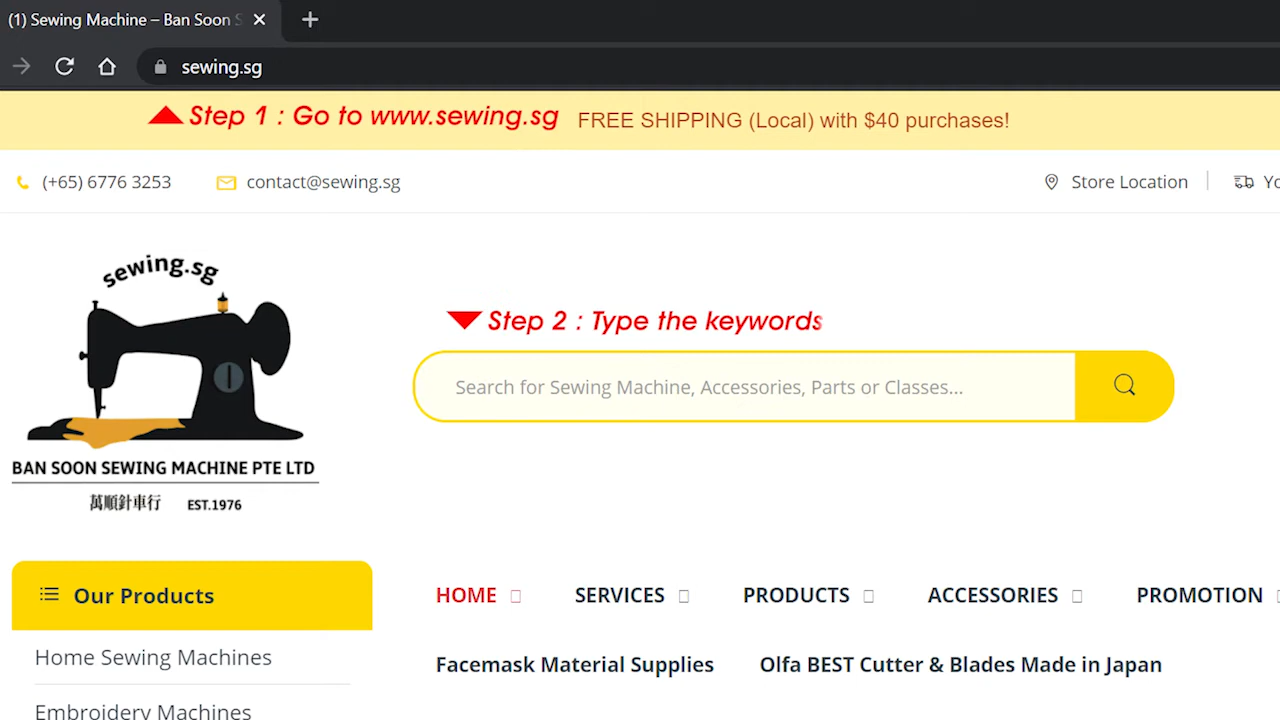 (1) Sewing Machine – Ban Soon S
sewing.sg
Step 1 : Go to www.sewing.sg FREE SHIPPING (Local) with $40 purchases!
(+65) 6776 3253 contact@sewing.sg Store Location
sewing.sg
Step 2 : Type the keywords
Search for Sewing Machine, Accessories, Parts or Classes...
BAN SOON SEWING MACHINE PTE LTD
萬順針車行 EST.1976
Our Products
HOME SERVICES PRODUCTS ACCESSORIES PROMOTION
Home Sewing Machines
Facemask Material Supplies Olfa BEST Cutter & Blades Made in Japan
Embroidery Machines